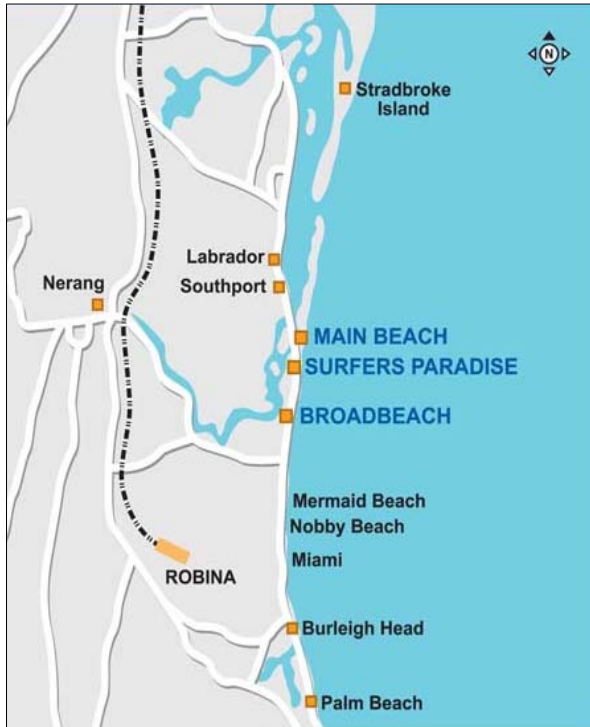 N
Stradbroke
Island
Labrador
Nerang
Southport
MAIN BEACH
SURFERS PARADISE
BROADBEACH
Mermaid Beach
Nobby Beach
Miami
ROBINA
Burleigh Head
Palm Beach